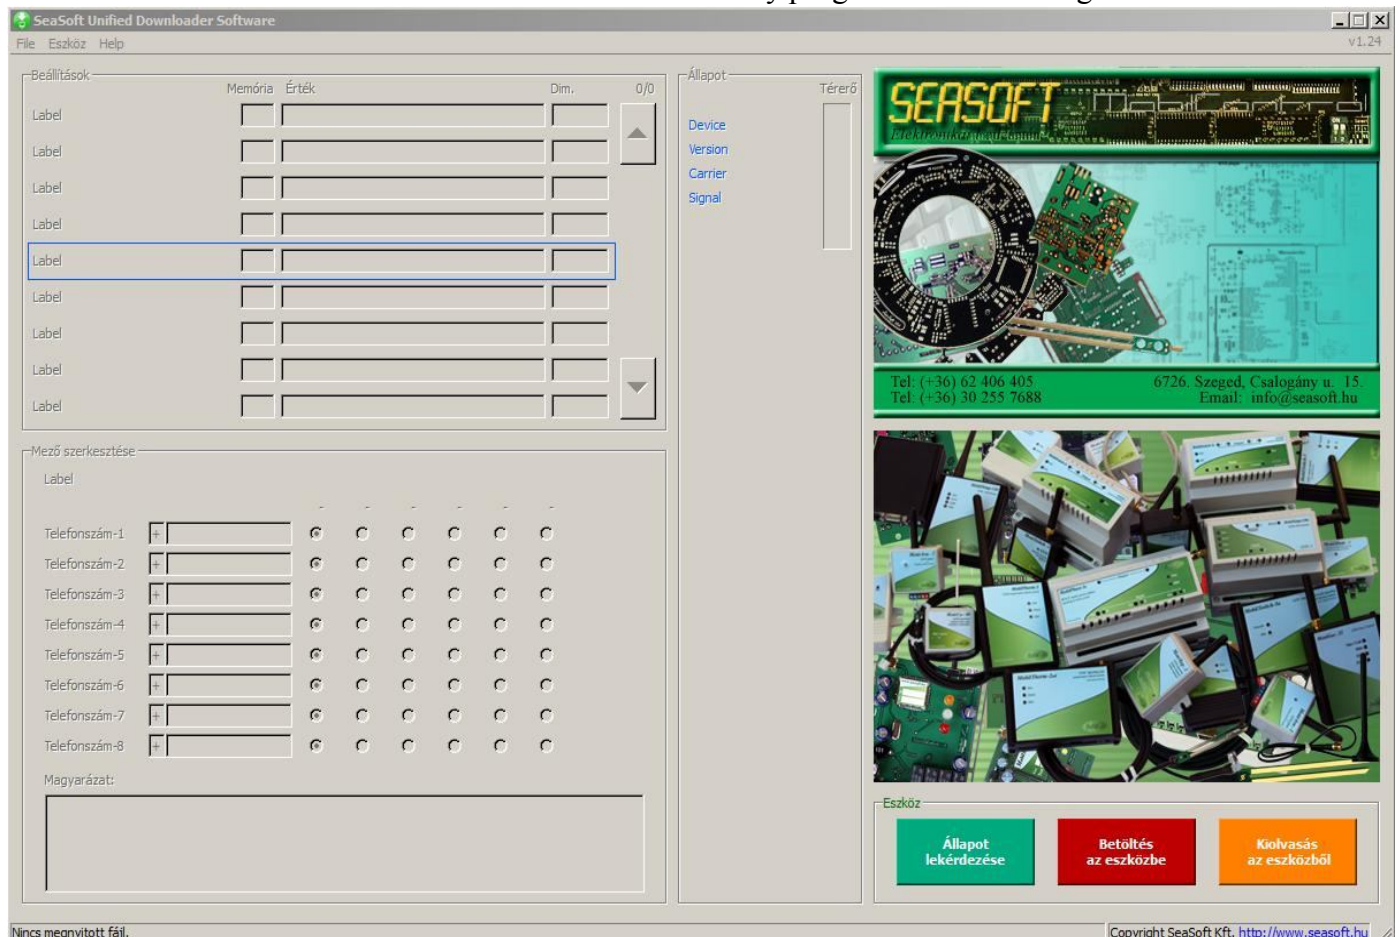 SeaSoft Unified Downloader Software
File Eszköz Help v1.24
Beállítások
Memória Érték Dim. 0/0
Label
Label
Label
Label
Label
Label
Label
Label
Label
Állapot
Térerő
Device
Version
Carrier
Signal
SEASOFT
Tel: (+36) 62 406 405 6726. Szeged, Csalogány u. 15.
Tel: (+36) 30 255 7688 Email: info@seasoft.hu
Mező szerkesztése
Label
- - - - - -
Telefonszám-1 +
Telefonszám-2 +
Telefonszám-3 +
Telefonszám-4 +
Telefonszám-5 +
Telefonszám-6 +
Telefonszám-7 +
Telefonszám-8 +
Magyarázat:
Eszköz
Állapot
lekérdezése
Betöltés
az eszközbe
Kiolvasás
az eszközből
Nincs megnyitott fájl.
Copyright SeaSoft Kft. http://www.seasoft.hu